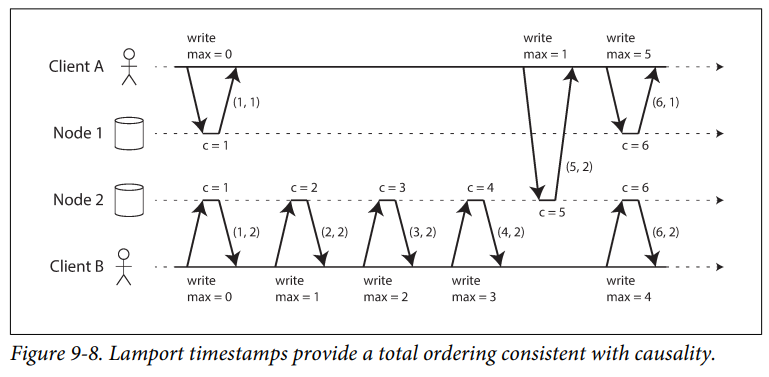 write
max = 0
write
max = 1
write
max = 5
Client A
(1, 1)
(6, 1)
Node 1
c = 1
c = 6
(5, 2)
c = 1
c = 2
c = 3
c = 4
c = 6
Node 2
c = 5
(1, 2)
(2, 2)
(3, 2)
(4, 2)
(6, 2)
Client B
write
max = 0
write
max = 1
write
max = 2
write
max = 3
write
max = 4
Figure 9-8. Lamport timestamps provide a total ordering consistent with causality.